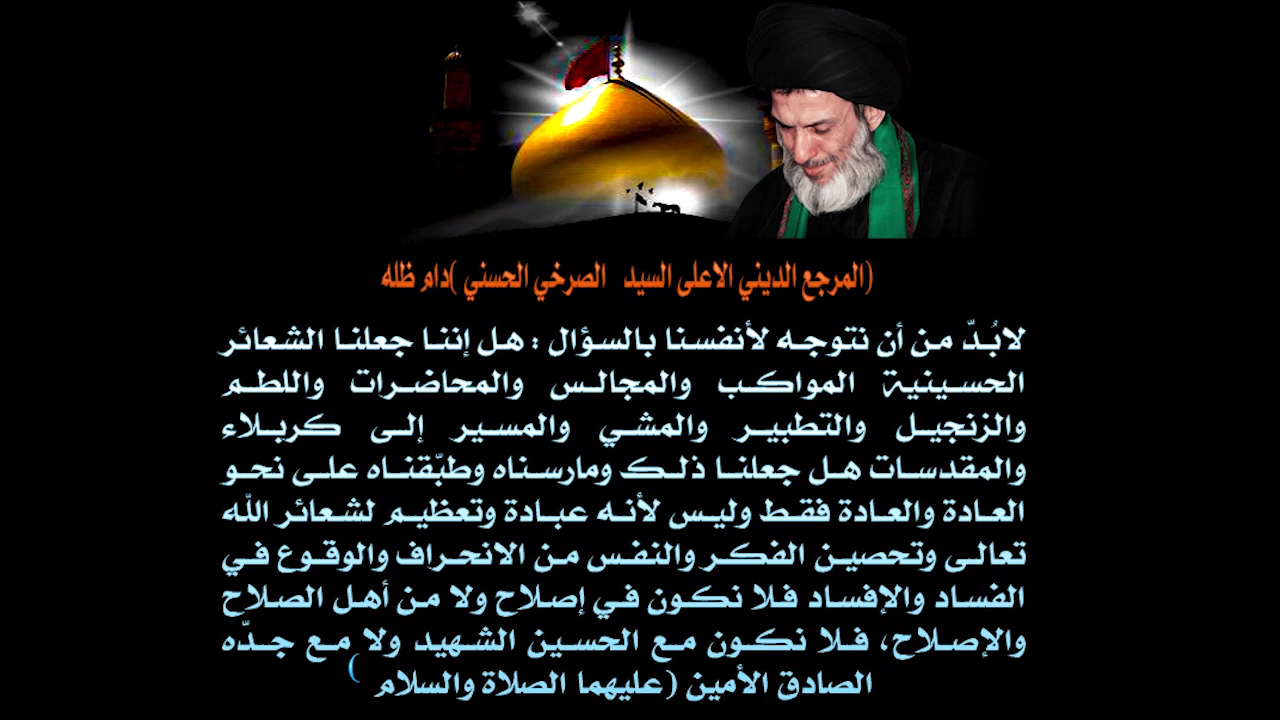 (المرجع الديني الاعلى السيد الصرخي الحسني )دام ظله
لابُدّ من أن نتوجه لأنفسنا بالسؤال : هل إننا جعلنا الشعائر
الحسينية المواكب والمجالس والمحاضرات واللطم
والزنجيل والتطبير والمشي والمسير إلى كربلاء
والمقدسات هل جعلنا ذلك ومارسناه وطبّقناه على نحو
العادة والعادة فقط وليس لأنه عبادة وتعظيم لشعائر الله
تعالى وتحصين الفكر والنفس من الانحراف والوقوع في
الفساد والإفساد فلا نكون في إصلاح ولا من أهل الصلاح
والإصلاح، فلا نكون مع الحسين الشهيد ولا مع جدّه
الصادق الأمين (عليهما الصلاة والسلام )